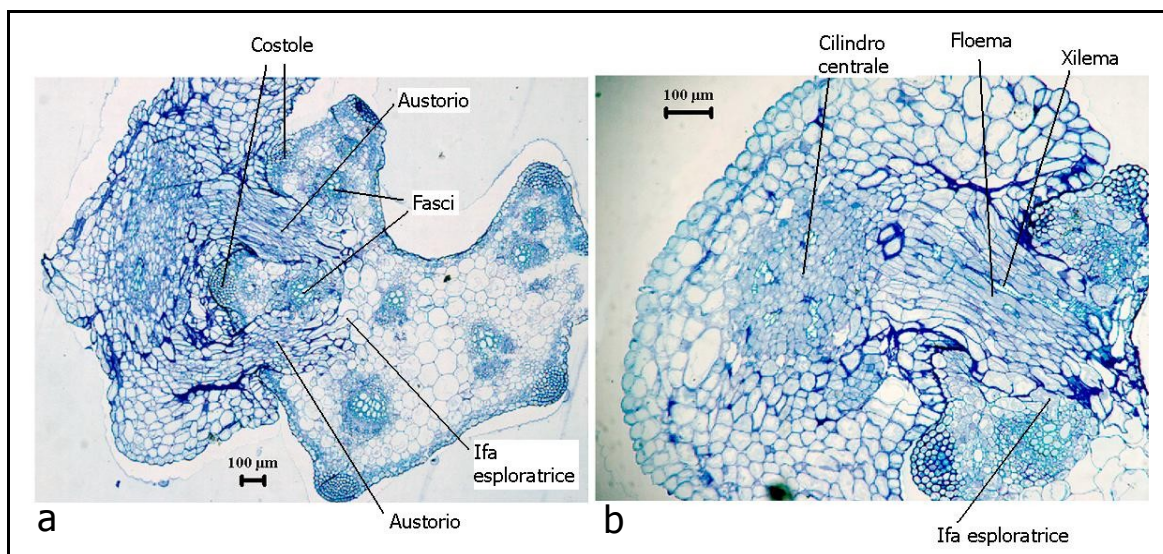 Costole
Austorio
Fasci
Ifa
esploratrice
Austorio
100 µm
a
Cilindro
centrale
Floema
Xilema
100 µm
Ifa esploratrice
b